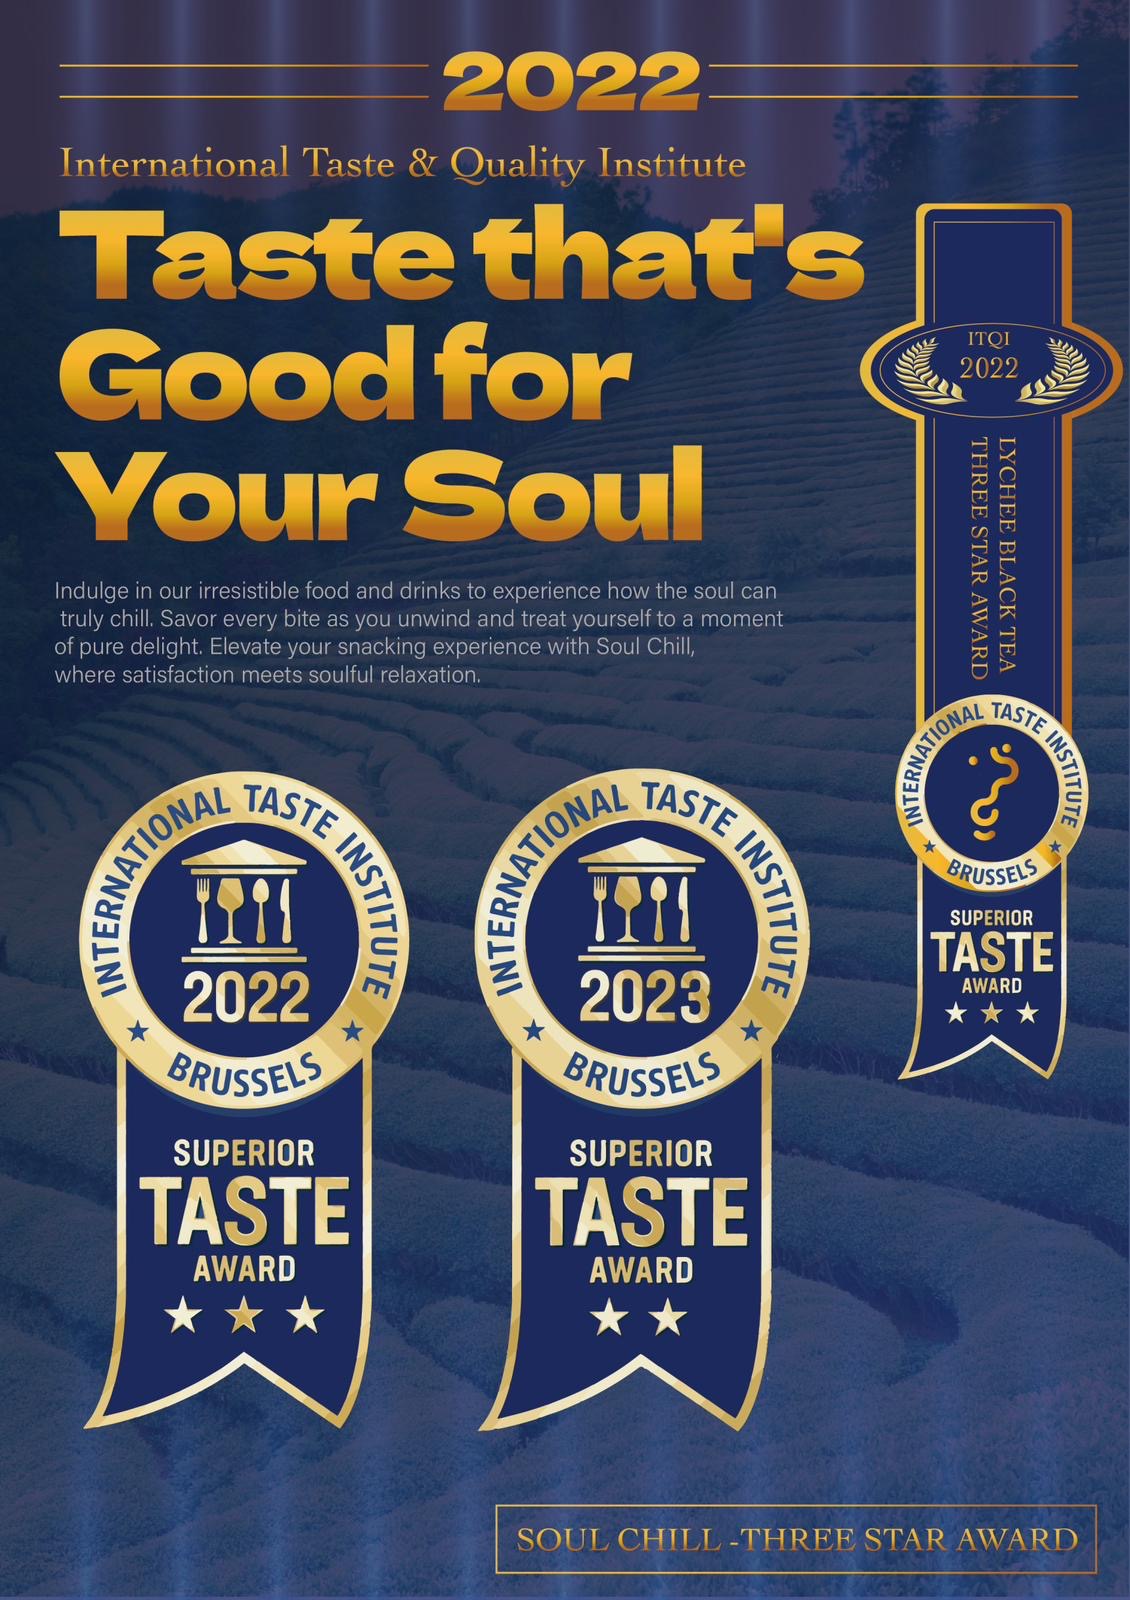 2022
International Taste & Quality Institute
Taste that's
Good for
Your Soul
Indulge in our irresistible food and drinks to experience how the soul can
truly chill. Savor every bite as you unwind and treat yourself to a moment
of pure delight. Elevate your snacking experience with Soul Chill,
where satisfaction meets soulful relaxation.
ITQI
2022
LYCHEE BLACK TEA
THREE STAR AWARD
INTERNATIONAL TASTE INSTITUTE
BRUSSELS
SUPERIOR
TASTE
AWARD
INTERNATIONAL TASTE INSTITUTE
2022
BRUSSELS
SUPERIOR
TASTE
AWARD
INTERNATIONAL TASTE INSTITUTE
2023
BRUSSELS
SUPERIOR
TASTE
AWARD
SOUL CHILL -THREE STAR AWARD